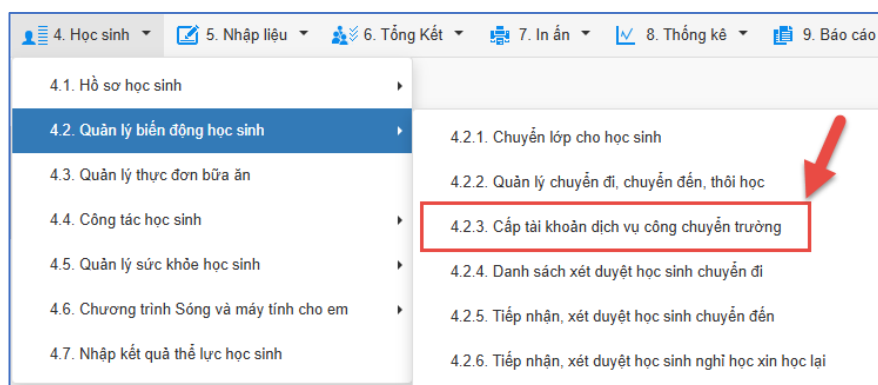 4. Học sinh 5. Nhập liệu 6. Tổng Kết 7. In ấn 8. Thống kê 9. Báo cáo
4.1. Hồ sơ học sinh
4.2. Quản lý biến động học sinh
4.3. Quản lý thực đơn bữa ăn
4.4. Công tác học sinh
4.5. Quản lý sức khỏe học sinh
4.6. Chương trình Sóng và máy tính cho em
4.7. Nhập kết quả thể lực học sinh
4.2.1. Chuyển lớp cho học sinh
4.2.2. Quản lý chuyển đi, chuyển đến, thôi học
4.2.3. Cấp tài khoản dịch vụ công chuyển trường
4.2.4. Danh sách xét duyệt học sinh chuyển đi
4.2.5. Tiếp nhận, xét duyệt học sinh chuyển đến
4.2.6. Tiếp nhận, xét duyệt học sinh nghỉ học xin học lại